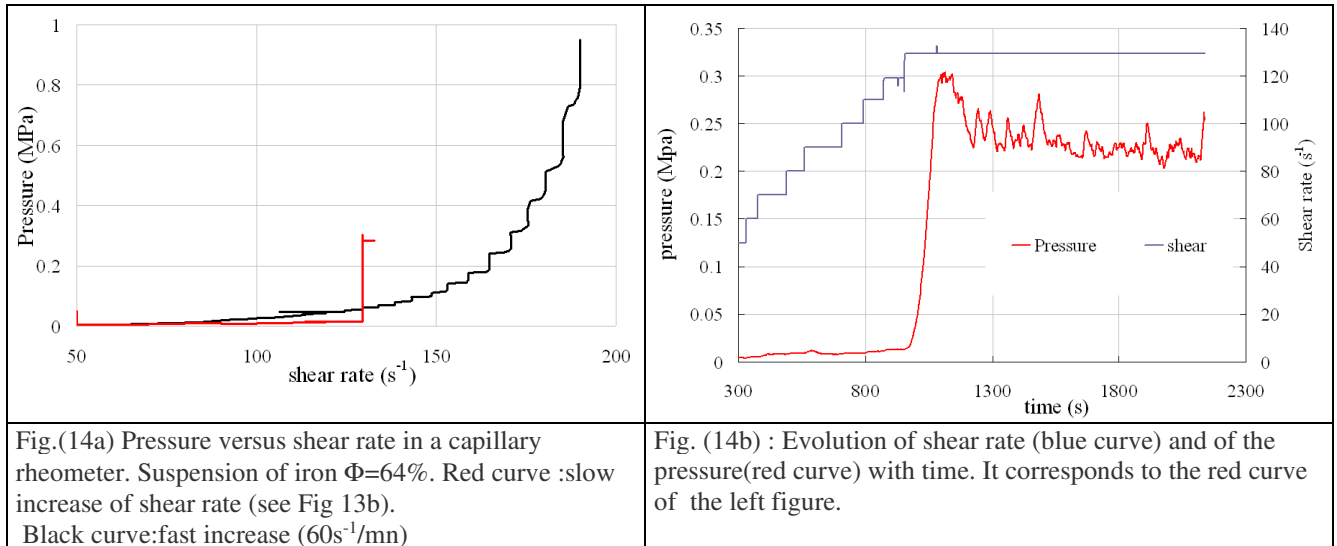 1
0.8
0.6
0.4
0.2
0
Pressure (MPa)
50 100 150 200
shear rate (s⁻¹)
0.35
0.3
0.25
0.2
0.15
0.1
0.05
0
pressure (Mpa)
140
120
100
80
60
40
20
0
Shear rate (s⁻¹)
Pressure shear
300 800 1300 1800 2300
time (s)
Fig.(14a) Pressure versus shear rate in a capillary
rheometer. Suspension of iron Φ=64%. Red curve :slow
increase of shear rate (see Fig 13b).
Black curve:fast increase (60s⁻¹/mn)
Fig. (14b) : Evolution of shear rate (blue curve) and of the
pressure(red curve) with time. It corresponds to the red curve
of the left figure.